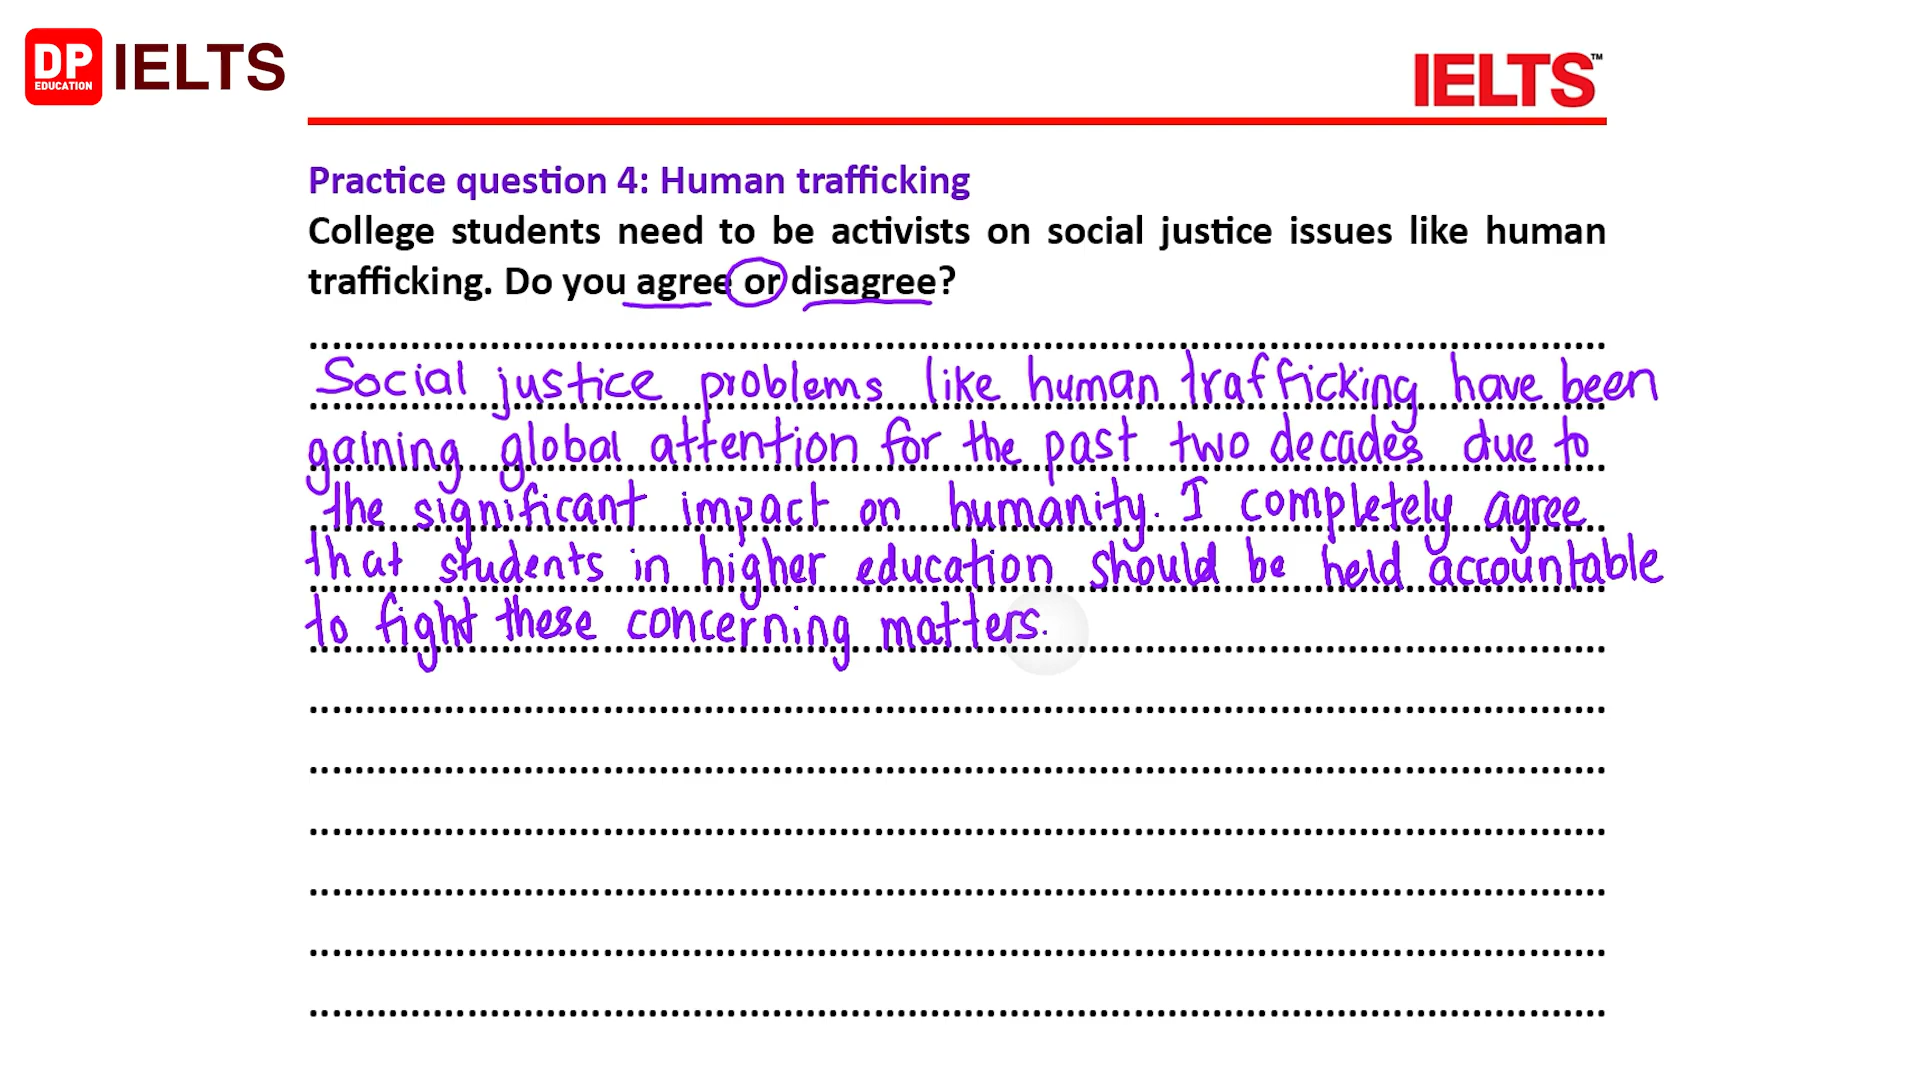 DP
EDUCATION
IELTS
IELTS™
Practice question 4: Human trafficking
College students need to be activists on social justice issues like human
trafficking. Do you agree or disagree?
Social justice problems like human trafficking have been
gaining global attention for the past two decades due to
the significant impact on humanity. I completely agree
that students in higher education should be held accountable
to fight these concerning matters.